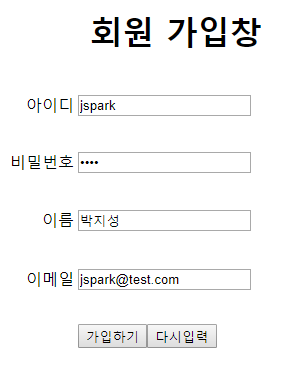 회원 가입창
아이디 jspark
비밀번호 ••••
이름 박지성
이메일 jspark@test.com
가입하기 다시입력